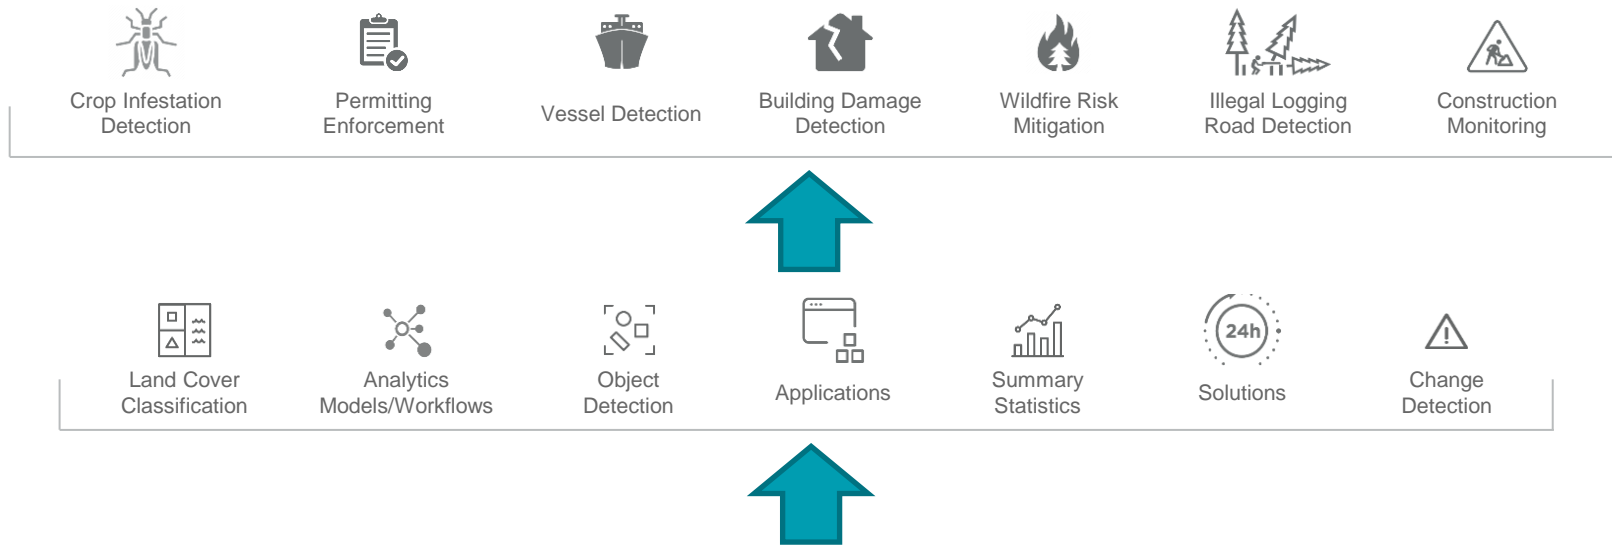 Crop Infestation
Detection
Permitting
Enforcement
Vessel Detection
Building Damage
Detection
Wildfire Risk
Mitigation
Illegal Logging
Road Detection
Construction
Monitoring
24h
Land Cover
Classification
Analytics
Models/Workflows
Object
Detection
Applications
Summary
Statistics
Solutions
Change
Detection